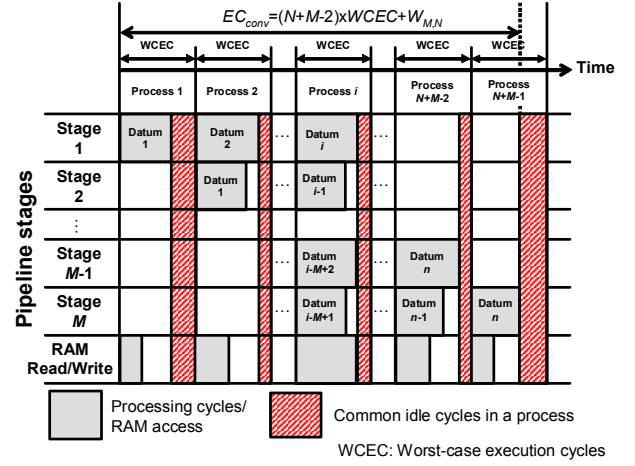 EC_conv=(N+M-2)xWCEC+W_M,N
WCEC WCEC WCEC WCEC WCEC
Time
Process 1 Process 2 Process i Process N+M-2 Process N+M-1
Pipeline stages
Stage 1 Datum 1 Datum 2 ... Datum i ...
Stage 2 Datum 1 ... Datum i-1 ...
⋮
Stage M-1 ... Datum i-M+2 ... Datum n
Stage M ... Datum i-M+1 ... Datum n-1 Datum n
RAM Read/Write
Processing cycles/
RAM access
Common idle cycles in a process
WCEC: Worst-case execution cycles